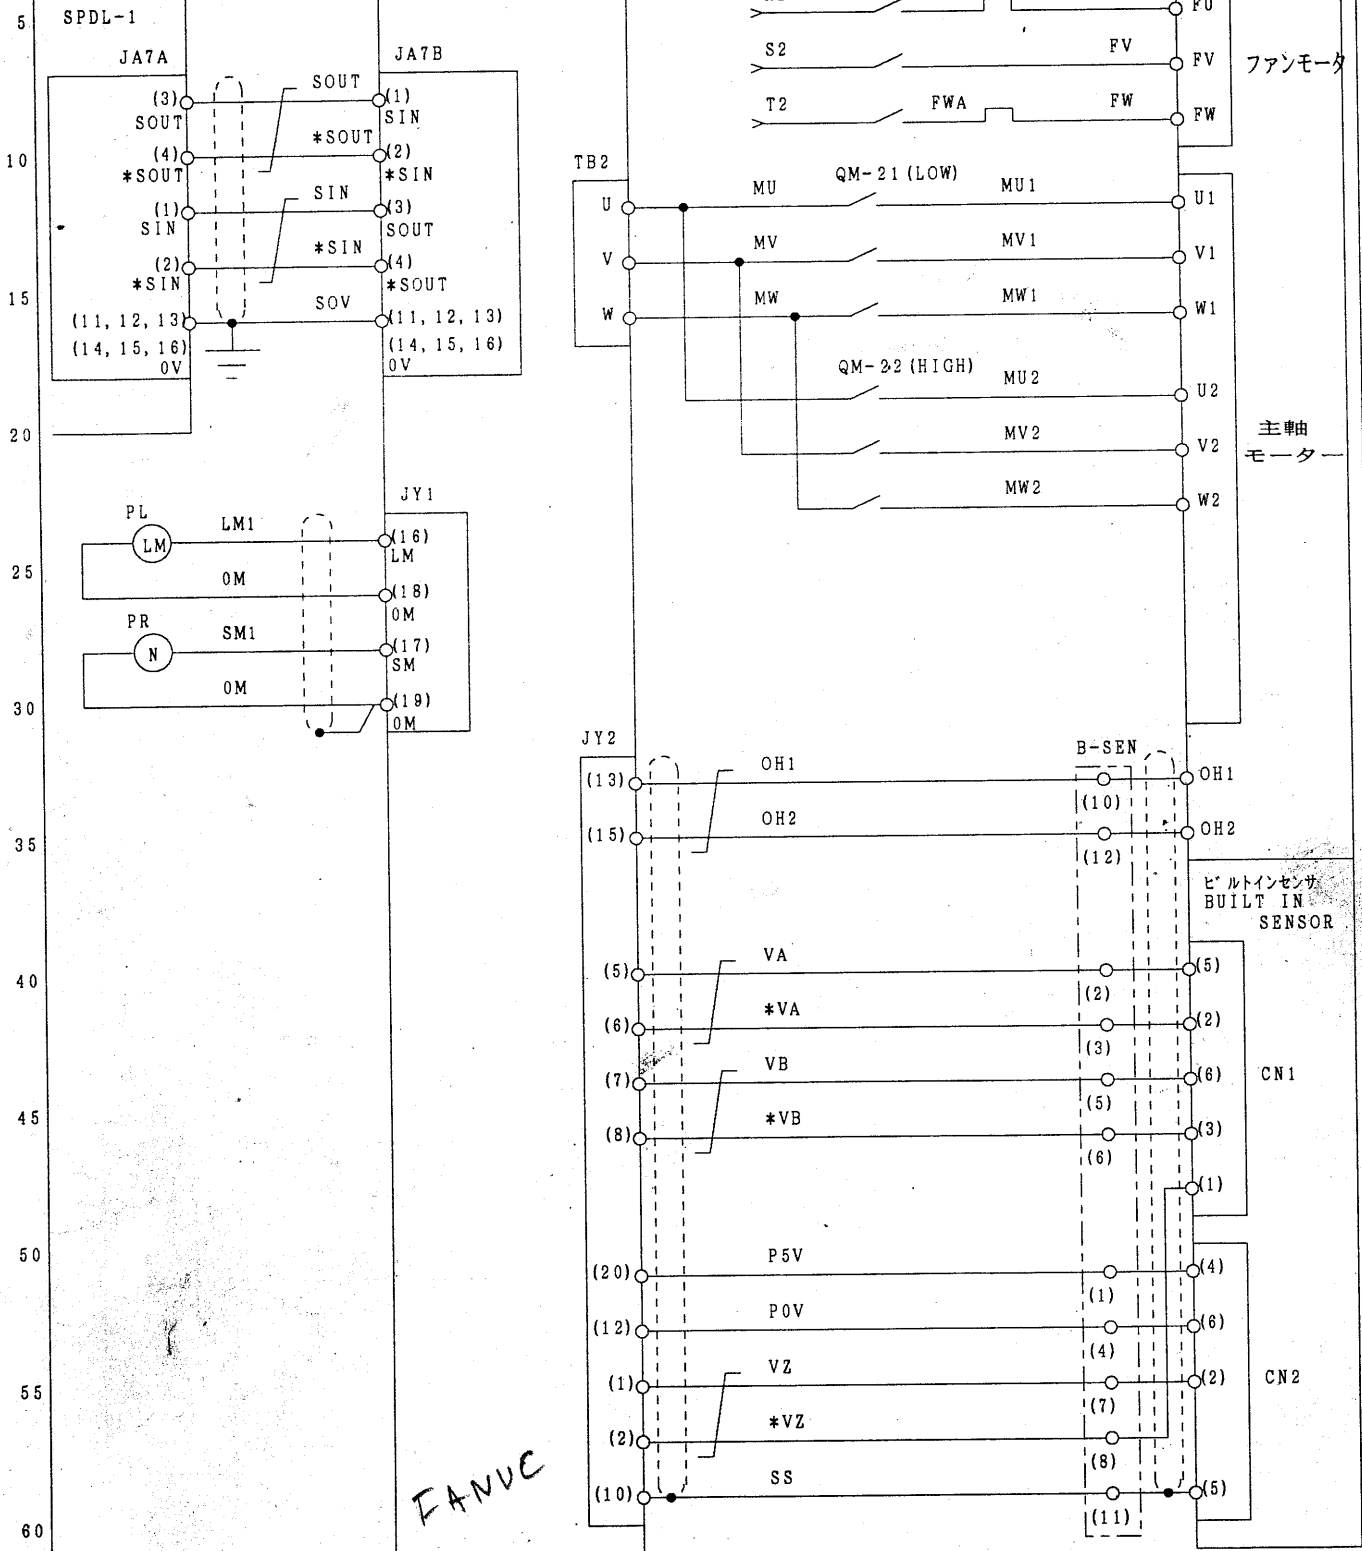 5
SPDL-1
JA7A
JA7B
(3)
SOUT
SOUT
(1)
SIN
(4)
*SOUT
*SOUT
(2)
*SIN
(1)
SIN
SIN
(3)
SOUT
(2)
*SIN
*SIN
(4)
*SOUT
(11, 12, 13)
(14, 15, 16)
0V
SOV
(11, 12, 13)
(14, 15, 16)
0V
10
15
20
FU
S2
FV
FV
T2
FWA
FW
FW
ファンモータ
TB2
U
MU
QM-21 (LOW)
MU1
U1
V
MV
MV1
V1
W
MW
MW1
W1
QM-22 (HIGH)
MU2
U2
MV2
V2
MW2
W2
主軸
モーター
JY1
PL
LM
LM1
(16)
LM
25
0M
(18)
0M
PR
N
SM1
(17)
SM
0M
(19)
0M
30
JY2
B-SEN
(13)
OH1
(10)
OH1
(15)
OH2
(12)
OH2
35
ビルトインセンサ
BUILT IN
SENSOR
40
(5)
VA
(2)
(5)
(6)
*VA
(3)
(2)
(7)
VB
(5)
(6)
CN1
45
(8)
*VB
(6)
(3)
(1)
50
(20)
P5V
(1)
(4)
(12)
P0V
(4)
(6)
55
(1)
VZ
(7)
(2)
CN2
(2)
*VZ
(8)
(10)
SS
(11)
(5)
FANUC
60